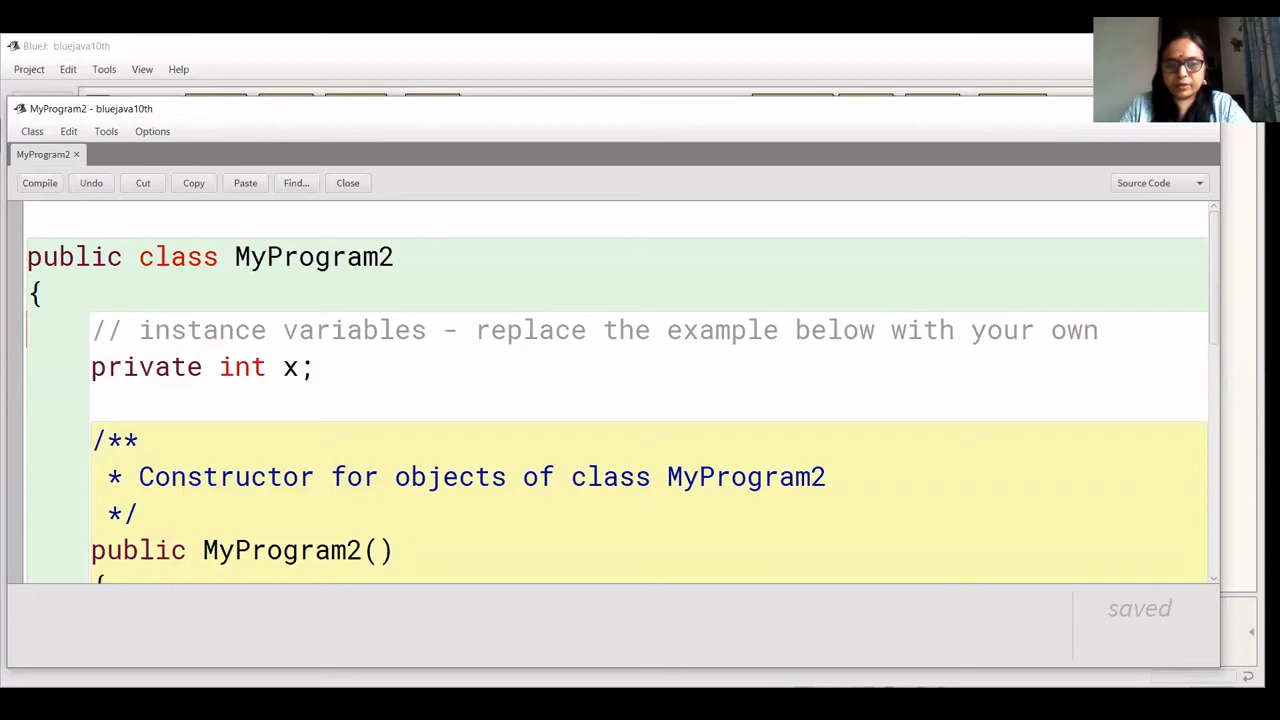 BlueJ: bluejava10th
Project Edit Tools View Help
MyProgram2 - bluejava10th
Class Edit Tools Options
MyProgram2 ×
Compile Undo Cut Copy Paste Find... Close Source Code
public class MyProgram2
{
// instance variables - replace the example below with your own
private int x;
/**
* Constructor for objects of class MyProgram2
*/
public MyProgram2()
{
saved